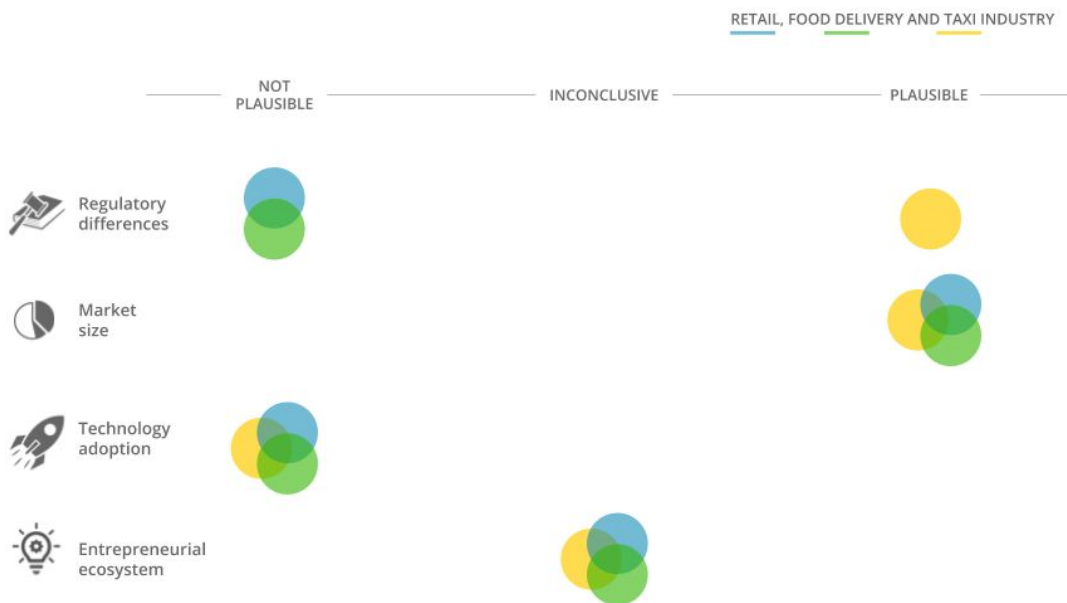 RETAIL, FOOD DELIVERY AND TAXI INDUSTRY
NOT
PLAUSIBLE
INCONCLUSIVE
PLAUSIBLE
Regulatory
differences
Market
size
Technology
adoption
Entrepreneurial
ecosystem